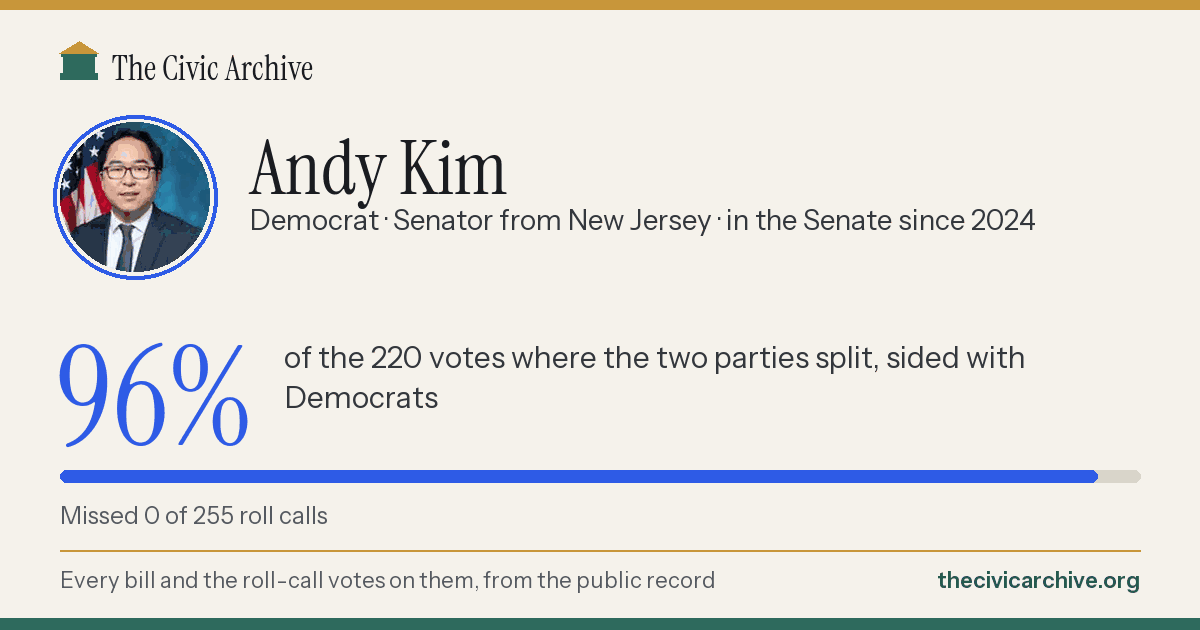 The Civic Archive
Andy Kim
Democrat · Senator from New Jersey · in the Senate since 2024
96%
of the 220 votes where the two parties split, sided with
Democrats
Missed 0 of 255 roll calls
Every bill and the roll-call votes on them, from the public record
thecivicarchive.org